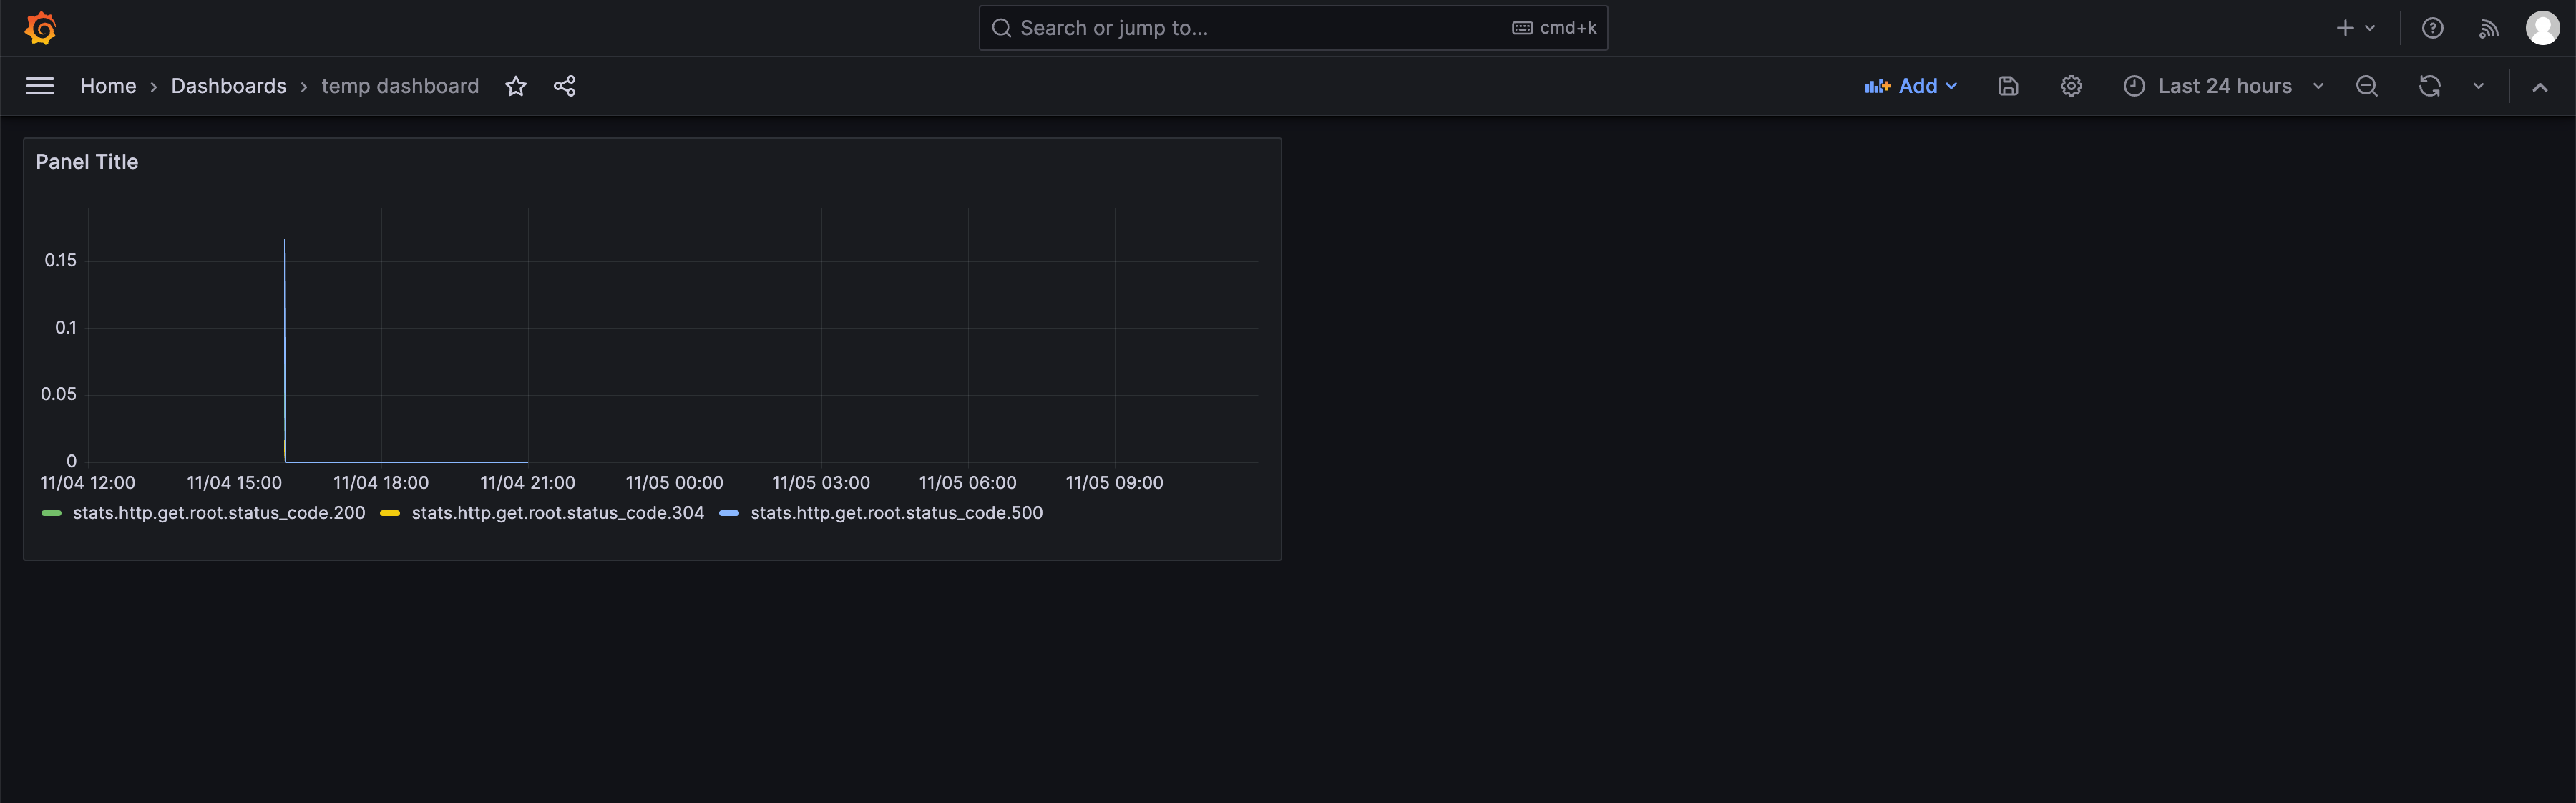 Search or jump to... cmd+k
Home › Dashboards › temp dashboard Add Last 24 hours
Panel Title
0.15
0.1
0.05
0
11/04 12:00 11/04 15:00 11/04 18:00 11/04 21:00 11/05 00:00 11/05 03:00 11/05 06:00 11/05 09:00
stats.http.get.root.status_code.200 stats.http.get.root.status_code.304 stats.http.get.root.status_code.500